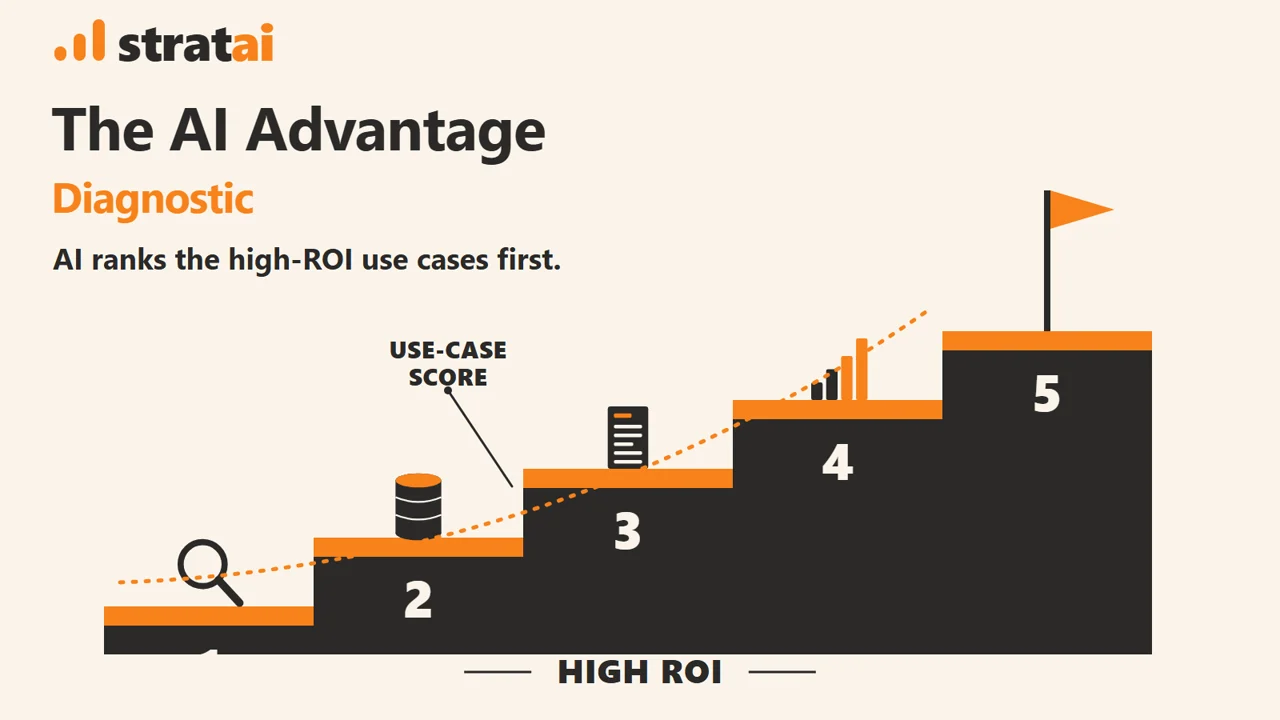 stratai
The AI Advantage
Diagnostic
AI ranks the high-ROI use cases first.
USE-CASE
SCORE
5
4
3
2
HIGH ROI